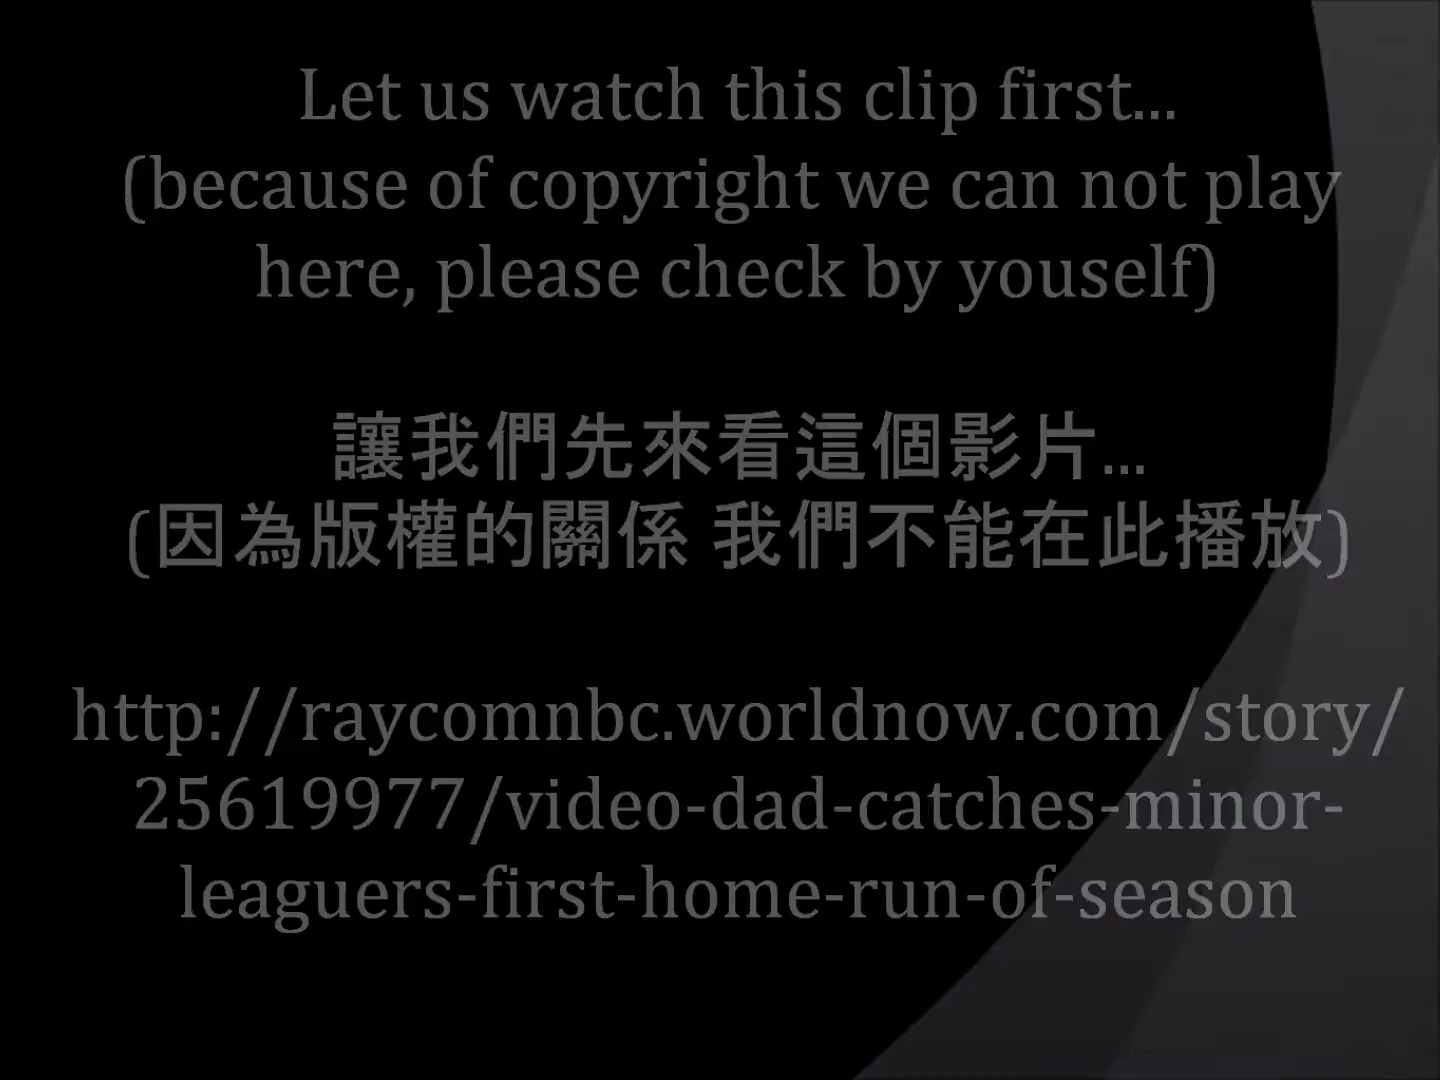 Let us watch this clip first...
(because of copyright we can not play
here, please check by youself)
讓我們先來看這個影片...
(因為版權的關係 我們不能在此播放)
http://raycomnbc.worldnow.com/story/
25619977/video-dad-catches-minor-
leaguers-first-home-run-of-season